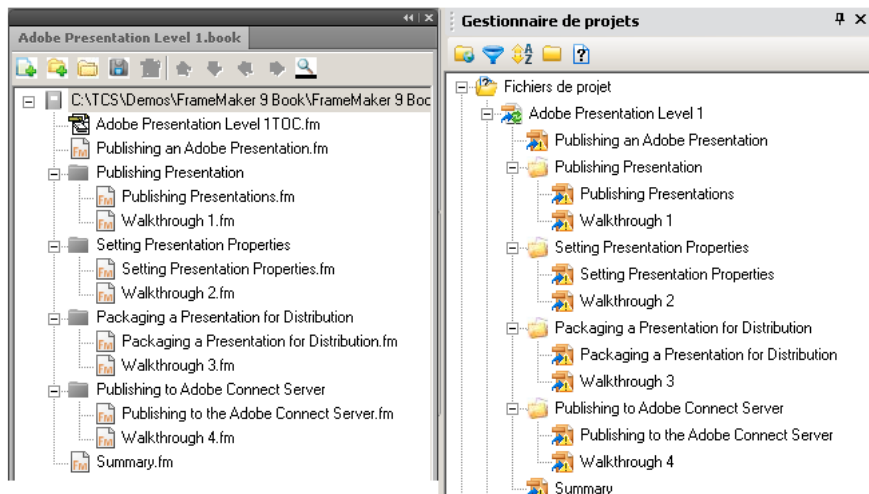 Adobe Presentation Level 1.book
C:\TCS\Demos\FrameMaker 9 Book\FrameMaker 9 Boc
Adobe Presentation Level 1TOC.fm
Publishing an Adobe Presentation.fm
Publishing Presentation
Publishing Presentations.fm
Walkthrough 1.fm
Setting Presentation Properties
Setting Presentation Properties.fm
Walkthrough 2.fm
Packaging a Presentation for Distribution
Packaging a Presentation for Distribution.fm
Walkthrough 3.fm
Publishing to Adobe Connect Server
Publishing to the Adobe Connect Server.fm
Walkthrough 4.fm
Summary.fm
Gestionnaire de projets
Fichiers de projet
Adobe Presentation Level 1
Publishing an Adobe Presentation
Publishing Presentation
Publishing Presentations
Walkthrough 1
Setting Presentation Properties
Setting Presentation Properties
Walkthrough 2
Packaging a Presentation for Distribution
Packaging a Presentation for Distribution
Walkthrough 3
Publishing to Adobe Connect Server
Publishing to the Adobe Connect Server
Walkthrough 4
Summary